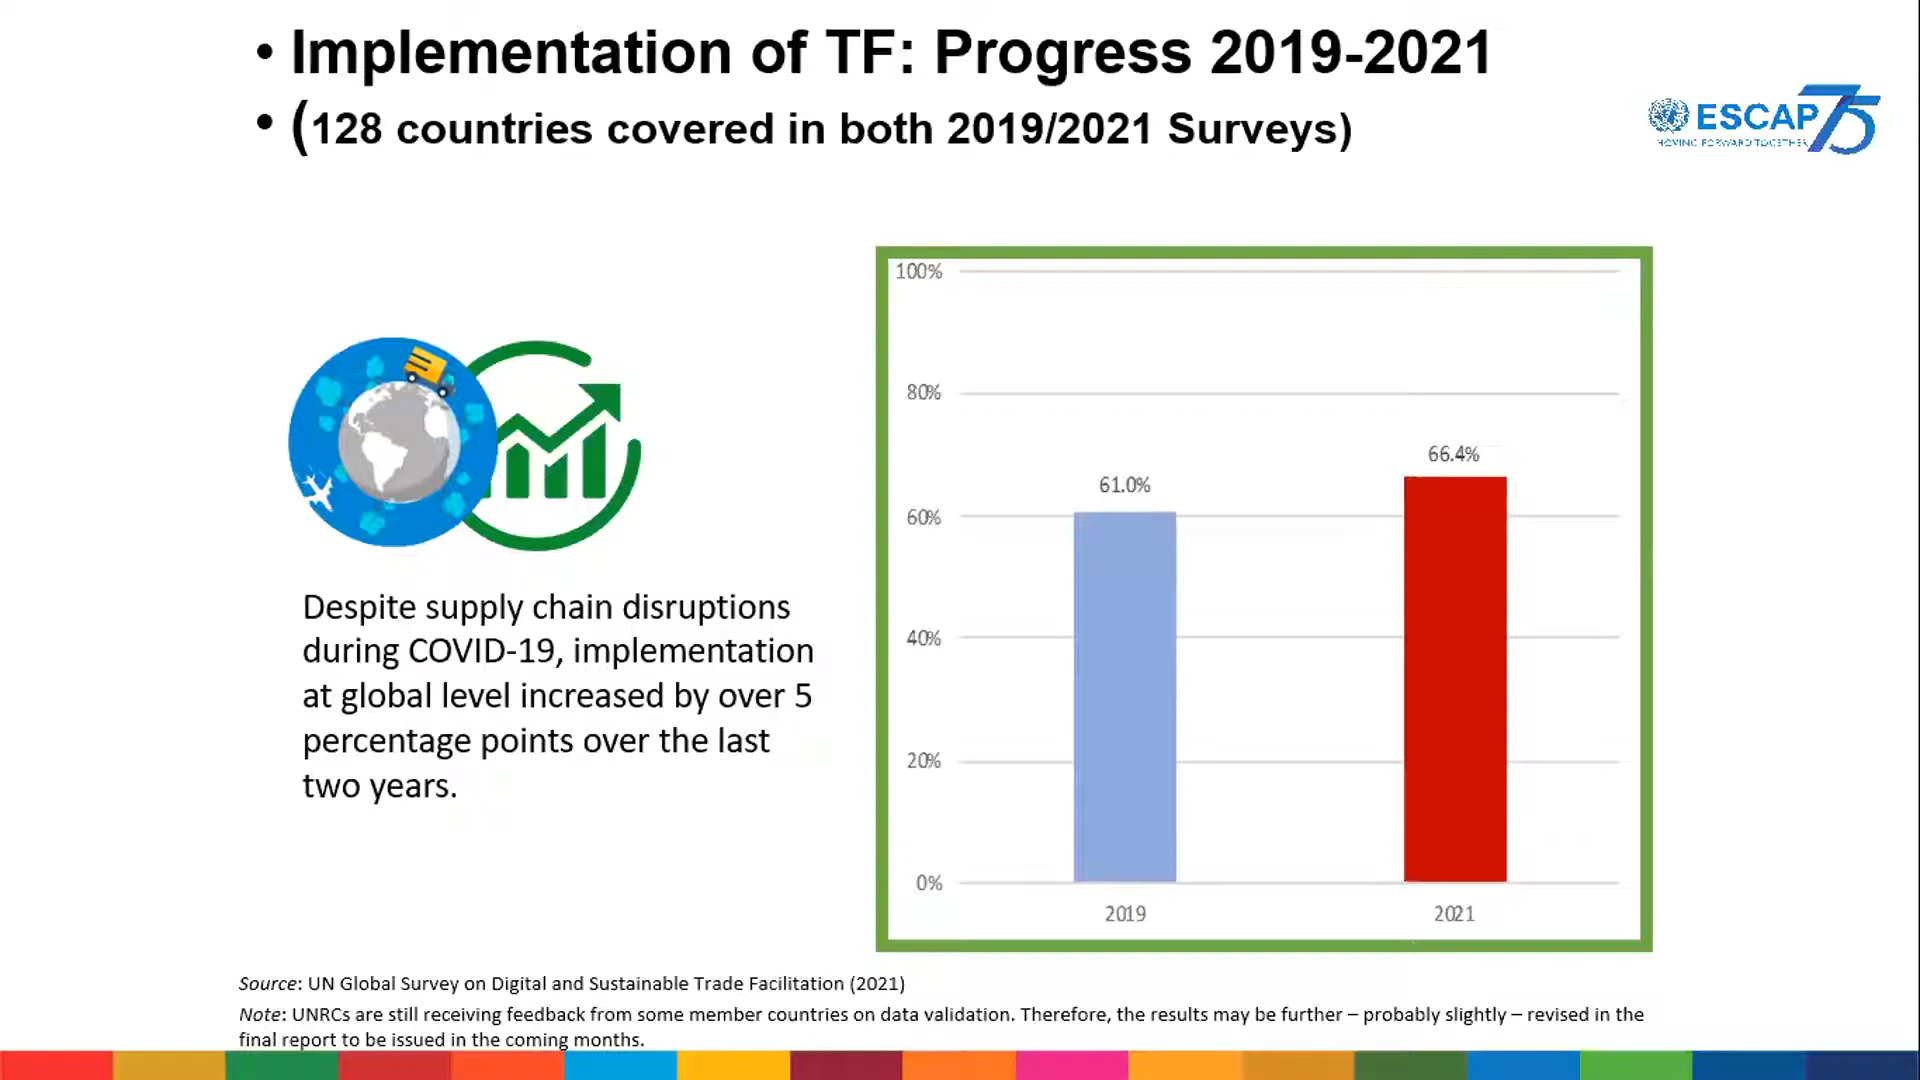 • Implementation of TF: Progress 2019-2021
• (128 countries covered in both 2019/2021 Surveys)
ESCAP 75
MOVING FORWARD TOGETHER
100%
80%
60%
40%
20%
0%
61.0%
66.4%
2019
2021
Despite supply chain disruptions
during COVID-19, implementation
at global level increased by over 5
percentage points over the last
two years.
Source: UN Global Survey on Digital and Sustainable Trade Facilitation (2021)
Note: UNRCs are still receiving feedback from some member countries on data validation. Therefore, the results may be further – probably slightly – revised in the
final report to be issued in the coming months.